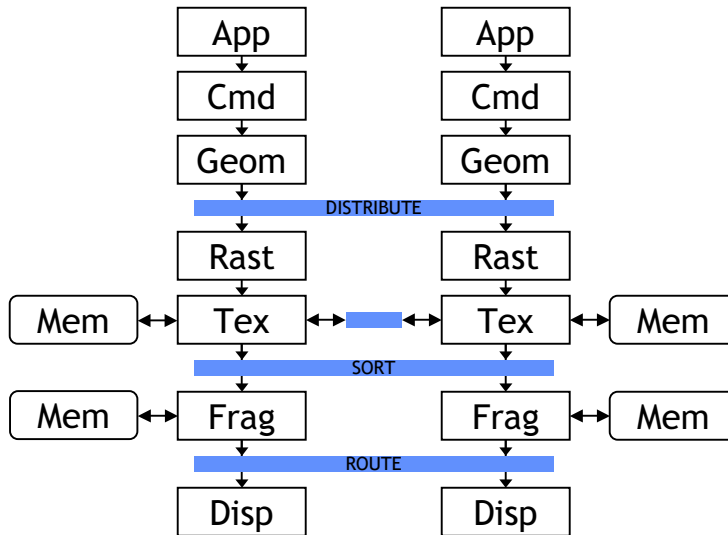 App App
Cmd Cmd
Geom Geom
DISTRIBUTE
Rast Rast
Mem Tex Tex Mem
SORT
Mem Frag Frag Mem
ROUTE
Disp Disp